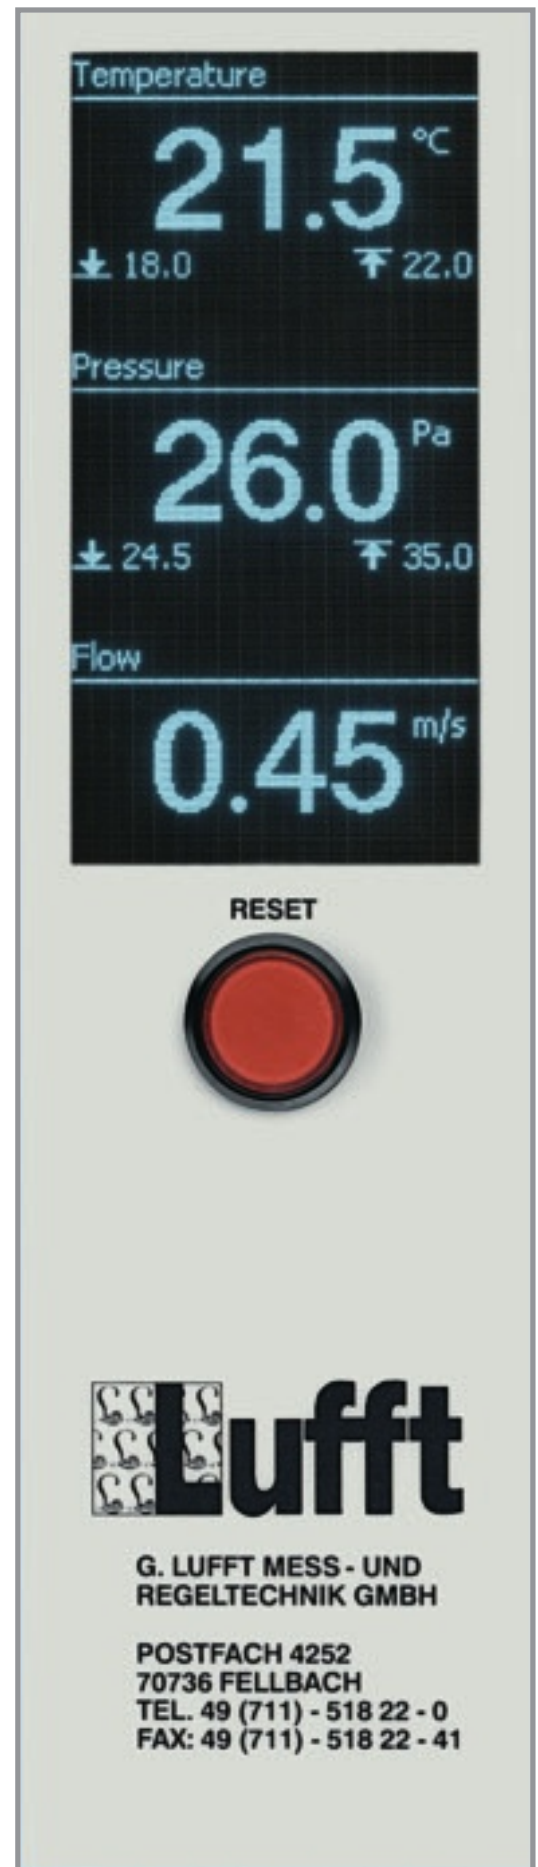 Temperature
21.5 °C
18.0 22.0
Pressure
26.0 Pa
24.5 35.0
Flow
0.45 m/s
RESET
Lufft
G. LUFFT MESS - UND
REGELTECHNIK GMBH
POSTFACH 4252
70736 FELLBACH
TEL. 49 (711) - 518 22 - 0
FAX: 49 (711) - 518 22 - 41